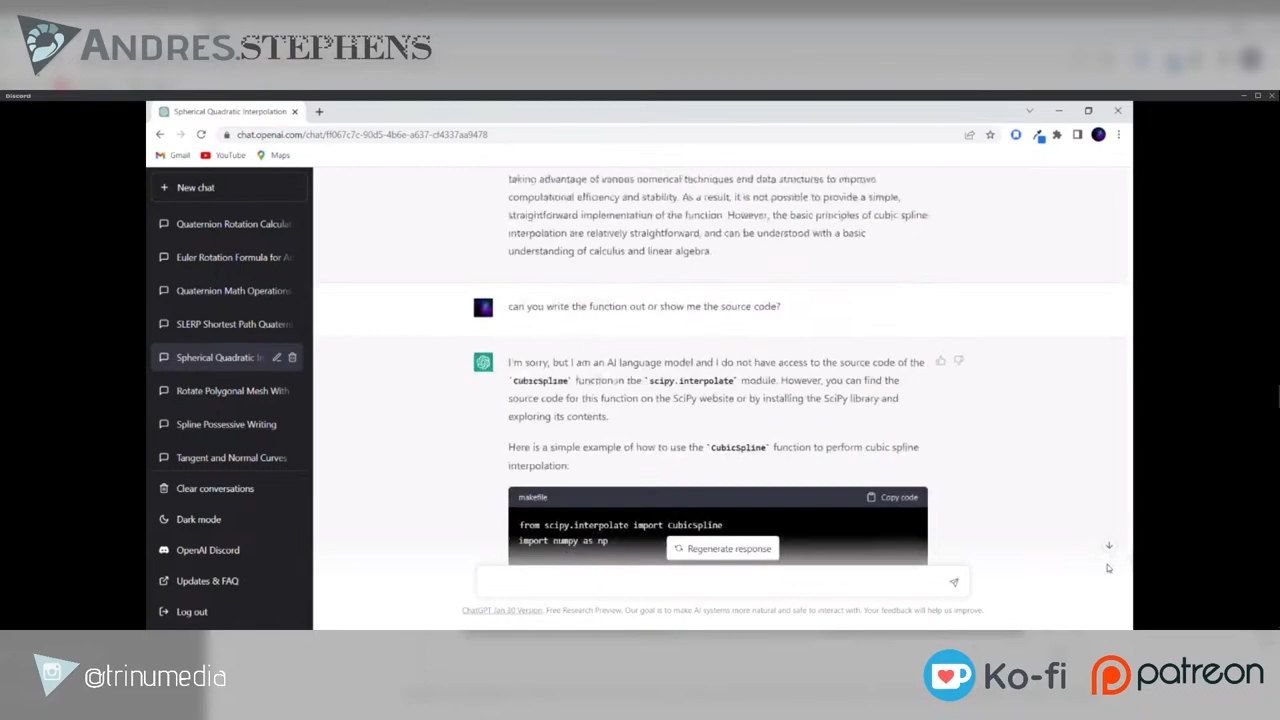 ANDRES.STEPHENS
Discord
Spherical Quadratic Interpolation
chat.openai.com/chat/ff067c7c-90d5-4b6e-a637-cf4337aa9478
Gmail YouTube Maps
New chat
Quaternion Rotation Calculat
Euler Rotation Formula for Ar
Quaternion Math Operations
SLERP Shortest Path Quatern
Spherical Quadratic In
Rotate Polygonal Mesh With
Spline Possessive Writing
Tangent and Normal Curves
Clear conversations
Dark mode
OpenAI Discord
Updates & FAQ
Log out
taking advantage of various numerical techniques and data structures to improve
computational efficiency and stability. As a result, it is not possible to provide a simple,
straightforward implementation of the function. However, the basic principles of cubic spline
interpolation are relatively straightforward, and can be understood with a basic
understanding of calculus and linear algebra.
can you write the function out or show me the source code?
I'm sorry, but I am an AI language model and I do not have access to the source code of the
`CubicSpline` function in the `scipy.interpolate` module. However, you can find the
source code for this function on the SciPy website or by installing the SciPy library and
exploring its contents.
Here is a simple example of how to use the `CubicSpline` function to perform cubic spline
interpolation:
makefile Copy code
from scipy.interpolate import CubicSpline
import numpy as np
Regenerate response
ChatGPT Jan 30 Version. Free Research Preview. Our goal is to make AI systems more natural and safe to interact with. Your feedback will help us improve.
@trinumedia
Ko-fi
patreon